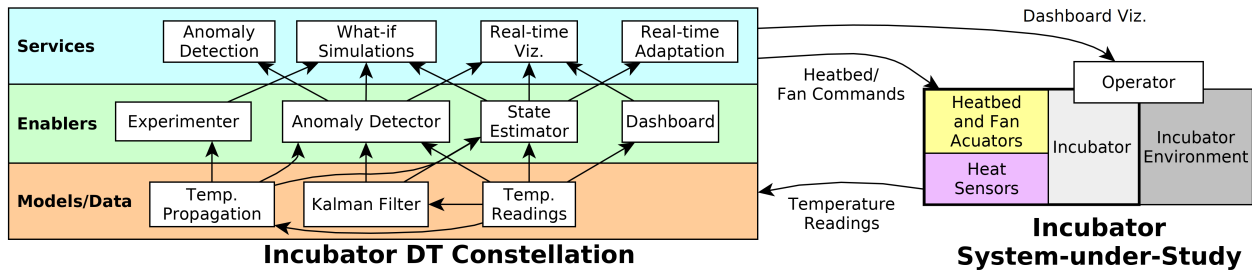 Services
Anomaly
Detection
What-if
Simulations
Real-time
Viz.
Real-time
Adaptation
Enablers
Experimenter
Anomaly Detector
State
Estimator
Dashboard
Models/Data
Temp.
Propagation
Kalman Filter
Temp.
Readings
Incubator DT Constellation
Dashboard Viz.
Heatbed/
Fan Commands
Temperature
Readings
Operator
Heatbed
and Fan
Acuators
Heat
Sensors
Incubator
Incubator
Environment
Incubator
System-under-Study